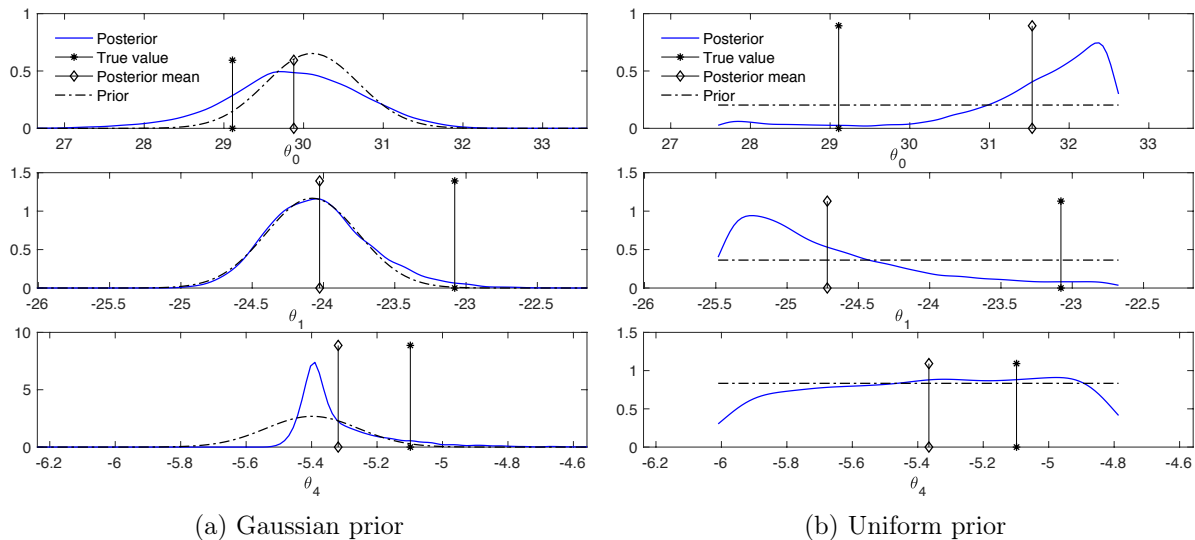 1
0.5
0
Posterior
True value
Posterior mean
Prior
27 28 29 30 31 32 33
θ0
1.5
1
0.5
0
-26 -25.5 -25 -24.5 -24 -23.5 -23 -22.5
θ1
10
5
0
-6.2 -6 -5.8 -5.6 -5.4 -5.2 -5 -4.8 -4.6
θ4
(a) Gaussian prior
1
0.5
0
Posterior
True value
Posterior mean
Prior
27 28 29 30 31 32 33
θ0
1.5
1
0.5
0
-26 -25.5 -25 -24.5 -24 -23.5 -23 -22.5
θ1
1.5
1
0.5
0
-6.2 -6 -5.8 -5.6 -5.4 -5.2 -5 -4.8 -4.6
θ4
(b) Uniform prior